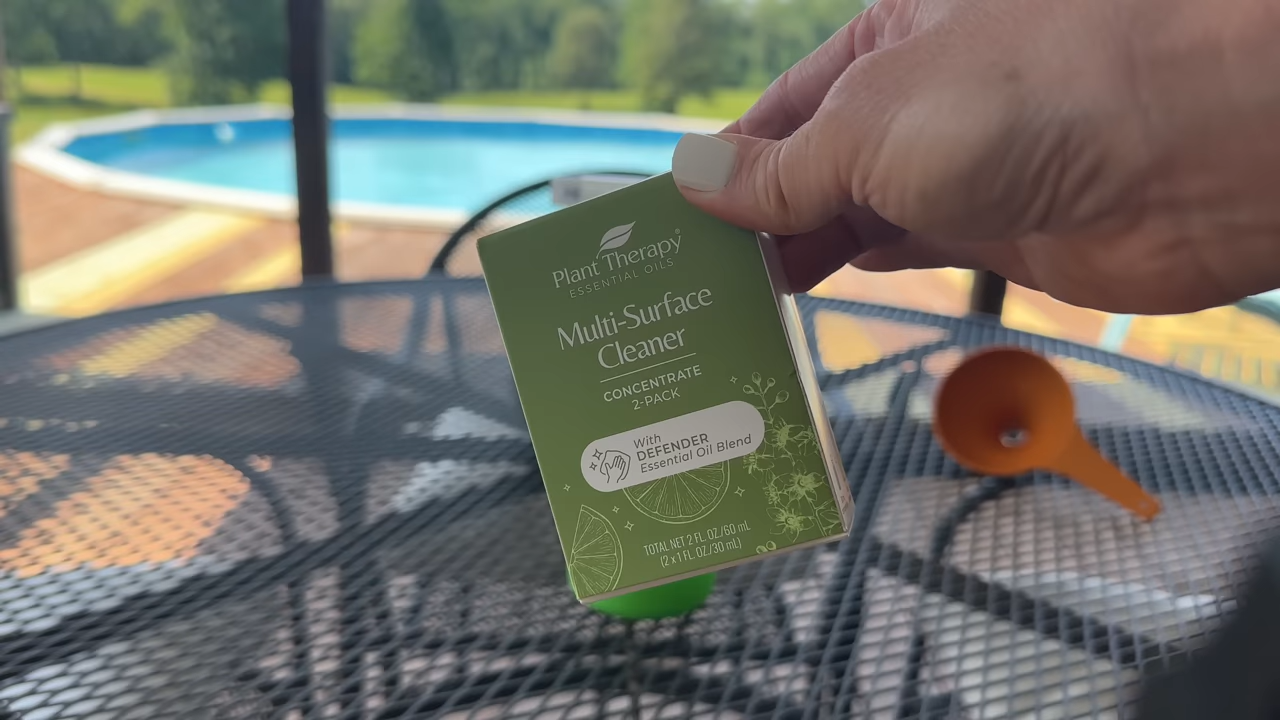 Plant Therapy®
ESSENTIAL OILS
Multi-Surface
Cleaner
CONCENTRATE
2-PACK
With
DEFENDER
Essential Oil Blend
TOTAL NET 2 FL. OZ/60 mL
(2 x 1 FL. OZ/30 mL)